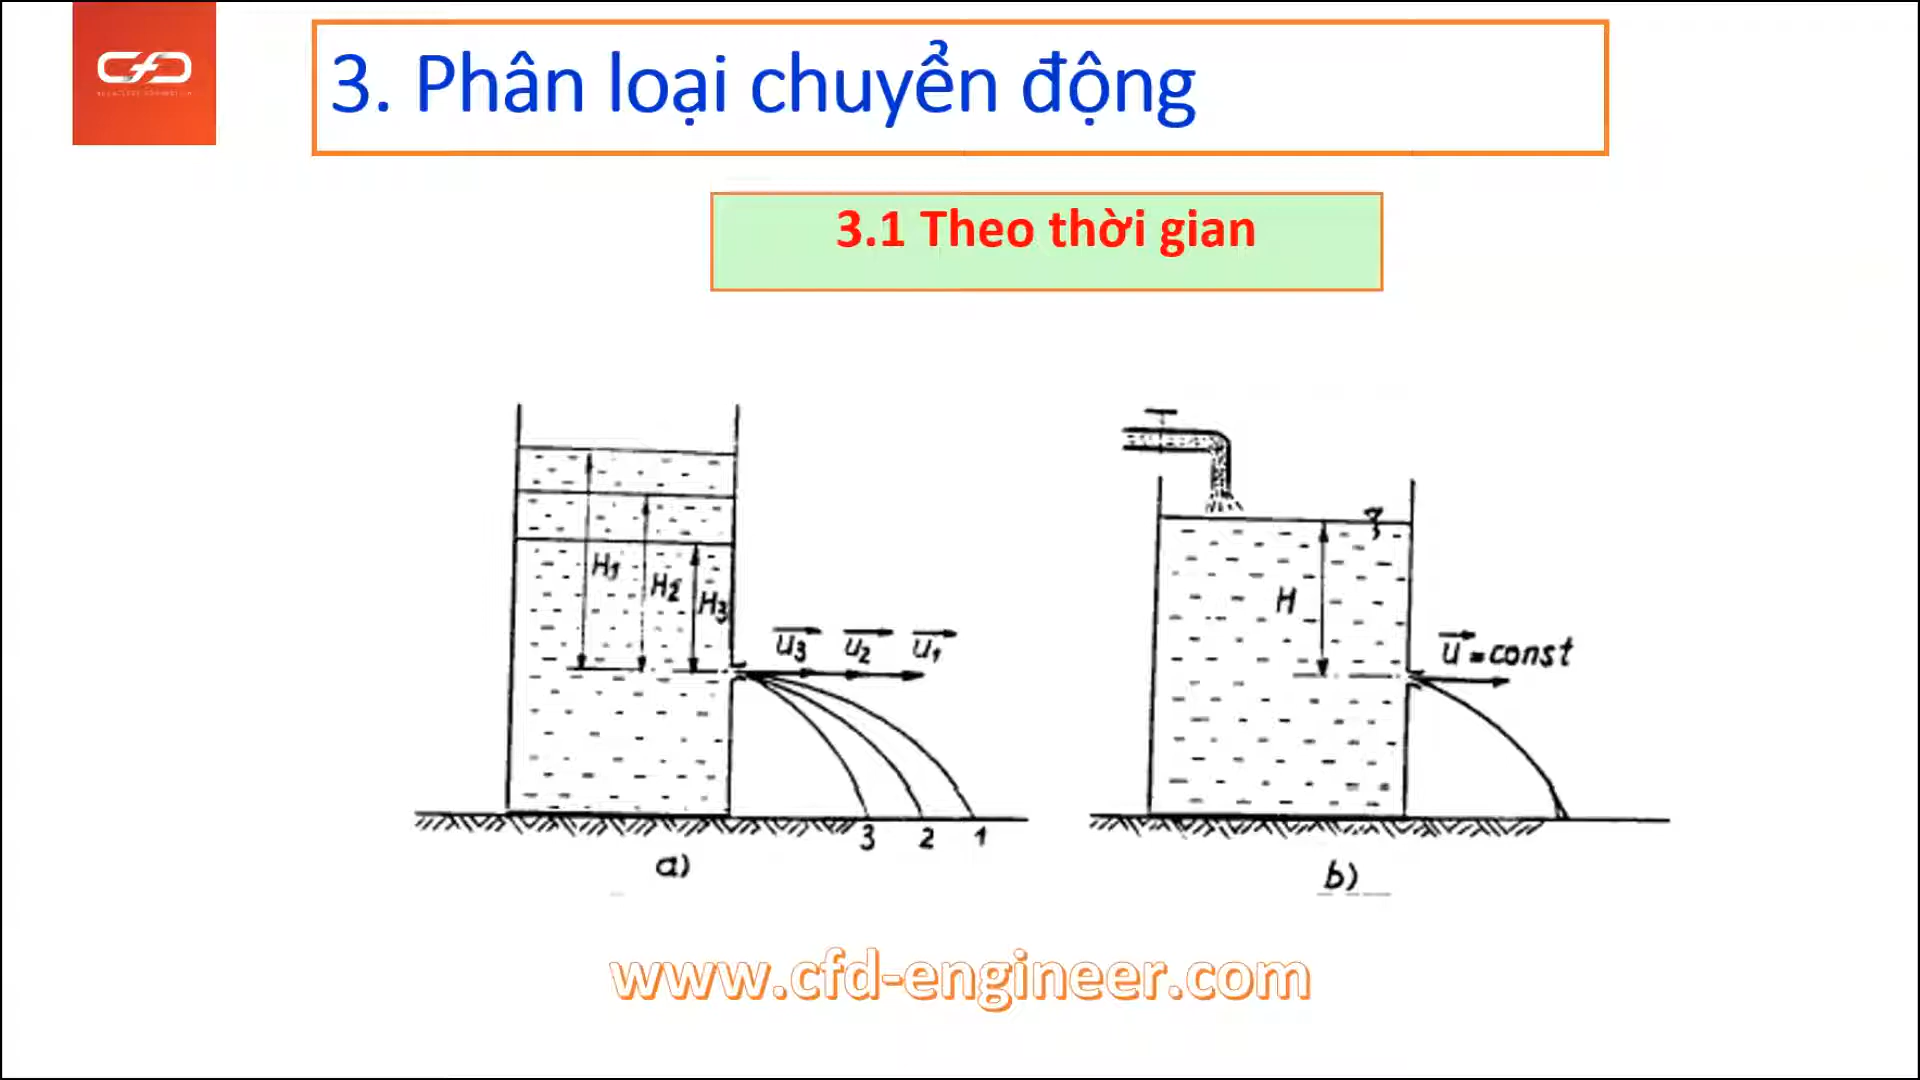 CFD
3. Phân loại chuyển động
3.1 Theo thời gian
H1
H2
H3
u3 u2 u1
3 2 1
a)
H
u = const
b)
www.cfd-engineer.com